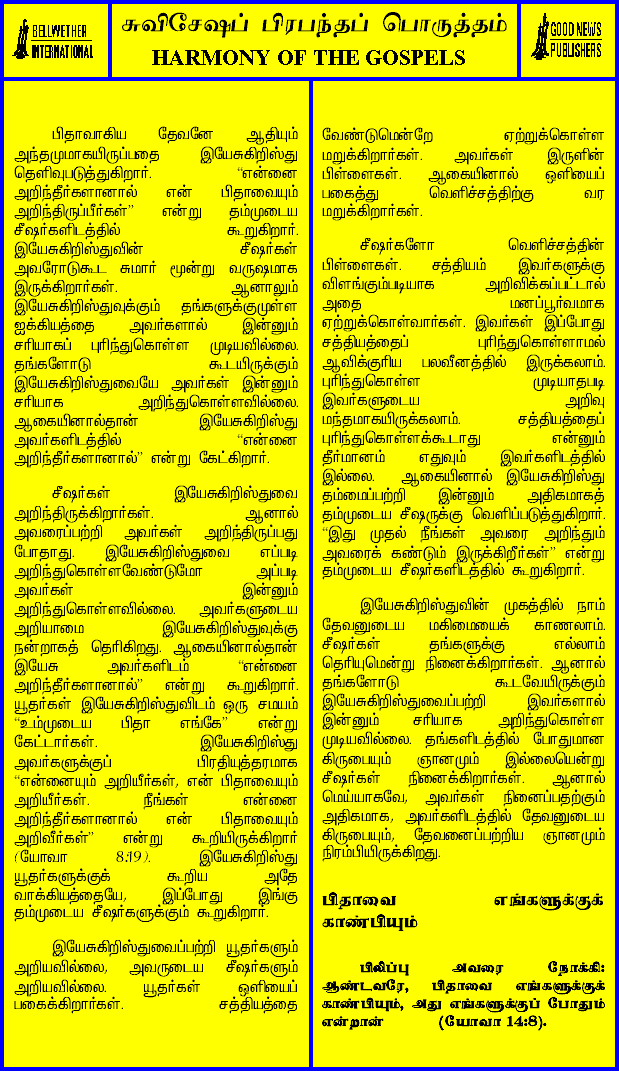 BELLWETHER
INTERNATIONAL
சுவிசேஷப் பிரபந்தப் பொருத்தம்
HARMONY OF THE GOSPELS
GOOD NEWS
PUBLISHERS
பிதாவாகிய தேவனே ஆதியும்
அந்தமுமாகயிருப்பதை இயேசுகிறிஸ்து
தெளிவுபடுத்துகிறார். “என்னை
அறிந்தீர்களானால் என் பிதாவையும்
அறிந்திருப்பீர்கள்” என்று தம்முடைய
சீஷர்களிடத்தில் கூறுகிறார்.
இயேசுகிறிஸ்துவின் சீஷர்கள்
அவரோடுகூட சுமார் மூன்று வருஷமாக
இருக்கிறார்கள். ஆனாலும்
இயேசுகிறிஸ்துவுக்கும் தங்களுக்குமுள்ள
ஐக்கியத்தை அவர்களால் இன்னும்
சரியாகப் புரிந்துகொள்ள முடியவில்லை.
தங்களோடு கூடயிருக்கும்
இயேசுகிறிஸ்துவையே அவர்கள் இன்னும்
சரியாக அறிந்துகொள்ளவில்லை.
ஆகையினால்தான் இயேசுகிறிஸ்து
அவர்களிடத்தில் “என்னை
அறிந்தீர்களானால்” என்று கேட்கிறார்.
சீஷர்கள் இயேசுகிறிஸ்துவை
அறிந்திருக்கிறார்கள். ஆனால்
அவரைப்பற்றி அவர்கள் அறிந்திருப்பது
போதாது. இயேசுகிறிஸ்துவை எப்படி
அறிந்துகொள்ளவேண்டுமோ அப்படி
அவர்கள் இன்னும்
அறிந்துகொள்ளவில்லை. அவர்களுடைய
அறியாமை இயேசுகிறிஸ்துவுக்கு
நன்றாகத் தெரிகிறது. ஆகையினால்தான்
இயேசு அவர்களிடம் “என்னை
அறிந்தீர்களானால்” என்று கூறுகிறார்.
யூதர்கள் இயேசுகிறிஸ்துவிடம் ஒரு சமயம்
“உம்முடைய பிதா எங்கே” என்று
கேட்டார்கள். இயேசுகிறிஸ்து
அவர்களுக்குப் பிரதியுத்தரமாக
“என்னையும் அறியீர்கள், என் பிதாவையும்
அறியீர்கள். நீங்கள் என்னை
அறிந்தீர்களானால் என் பிதாவையும்
அறிவீர்கள்” என்று கூறியிருக்கிறார்
(யோவா 8:19). இயேசுகிறிஸ்து
யூதர்களுக்குக் கூறிய அதே
வாக்கியத்தையே, இப்போது இங்கு
தம்முடைய சீஷர்களுக்கும் கூறுகிறார்.
இயேசுகிறிஸ்துவைப்பற்றி யூதர்களும்
அறியவில்லை, அவருடைய சீஷர்களும்
அறியவில்லை. யூதர்கள் ஒளியைப்
பகைக்கிறார்கள். சத்தியத்தை
வேண்டுமென்றே ஏற்றுக்கொள்ள
மறுக்கிறார்கள். அவர்கள் இருளின்
பிள்ளைகள். ஆகையினால் ஒளியைப்
பகைத்து வெளிச்சத்திற்கு வர
மறுக்கிறார்கள்.
சீஷர்களோ வெளிச்சத்தின்
பிள்ளைகள். சத்தியம் இவர்களுக்கு
விளங்கும்படியாக அறிவிக்கப்பட்டால்
அதை மனப்பூர்வமாக
ஏற்றுக்கொள்வார்கள். இவர்கள் இப்போது
சத்தியத்தைப் புரிந்துகொள்ளாமல்
ஆவிக்குரிய பலவீனத்தில் இருக்கலாம்.
புரிந்துகொள்ள முடியாதபடி
இவர்களுடைய அறிவு
மந்தமாகயிருக்கலாம். சத்தியத்தைப்
புரிந்துகொள்ளக்கூடாது என்னும்
தீர்மானம் எதுவும் இவர்களிடத்தில்
இல்லை. ஆகையினால் இயேசுகிறிஸ்து
தம்மைப்பற்றி இன்னும் அதிகமாகத்
தம்முடைய சீஷருக்கு வெளிப்படுத்துகிறார்.
“இது முதல் நீங்கள் அவரை அறிந்தும்
அவரைக் கண்டும் இருக்கிறீர்கள்” என்று
தம்முடைய சீஷர்களிடத்தில் கூறுகிறார்.
இயேசுகிறிஸ்துவின் முகத்தில் நாம்
தேவனுடைய மகிமையைக் காணலாம்.
சீஷர்கள் தங்களுக்கு எல்லாம்
தெரியுமென்று நினைக்கிறார்கள். ஆனால்
தங்களோடு கூடவேயிருக்கும்
இயேசுகிறிஸ்துவைப்பற்றி இவர்களால்
இன்னும் சரியாக அறிந்துகொள்ள
முடியவில்லை. தங்களிடத்தில் போதுமான
கிருபையும் ஞானமும் இல்லையென்று
சீஷர்கள் நினைக்கிறார்கள். ஆனால்
மெய்யாகவே, அவர்கள் நினைப்பதற்கும்
அதிகமாக, அவர்களிடத்தில் தேவனுடைய
கிருபையும், தேவனைப்பற்றிய ஞானமும்
நிரம்பியிருக்கிறது.
பிதாவை எங்களுக்குக்
காண்பியும்
பிலிப்பு அவரை நோக்கி:
ஆண்டவரே, பிதாவை எங்களுக்குக்
காண்பியும், அது எங்களுக்குப் போதும்
என்றான் (யோவா 14:8).